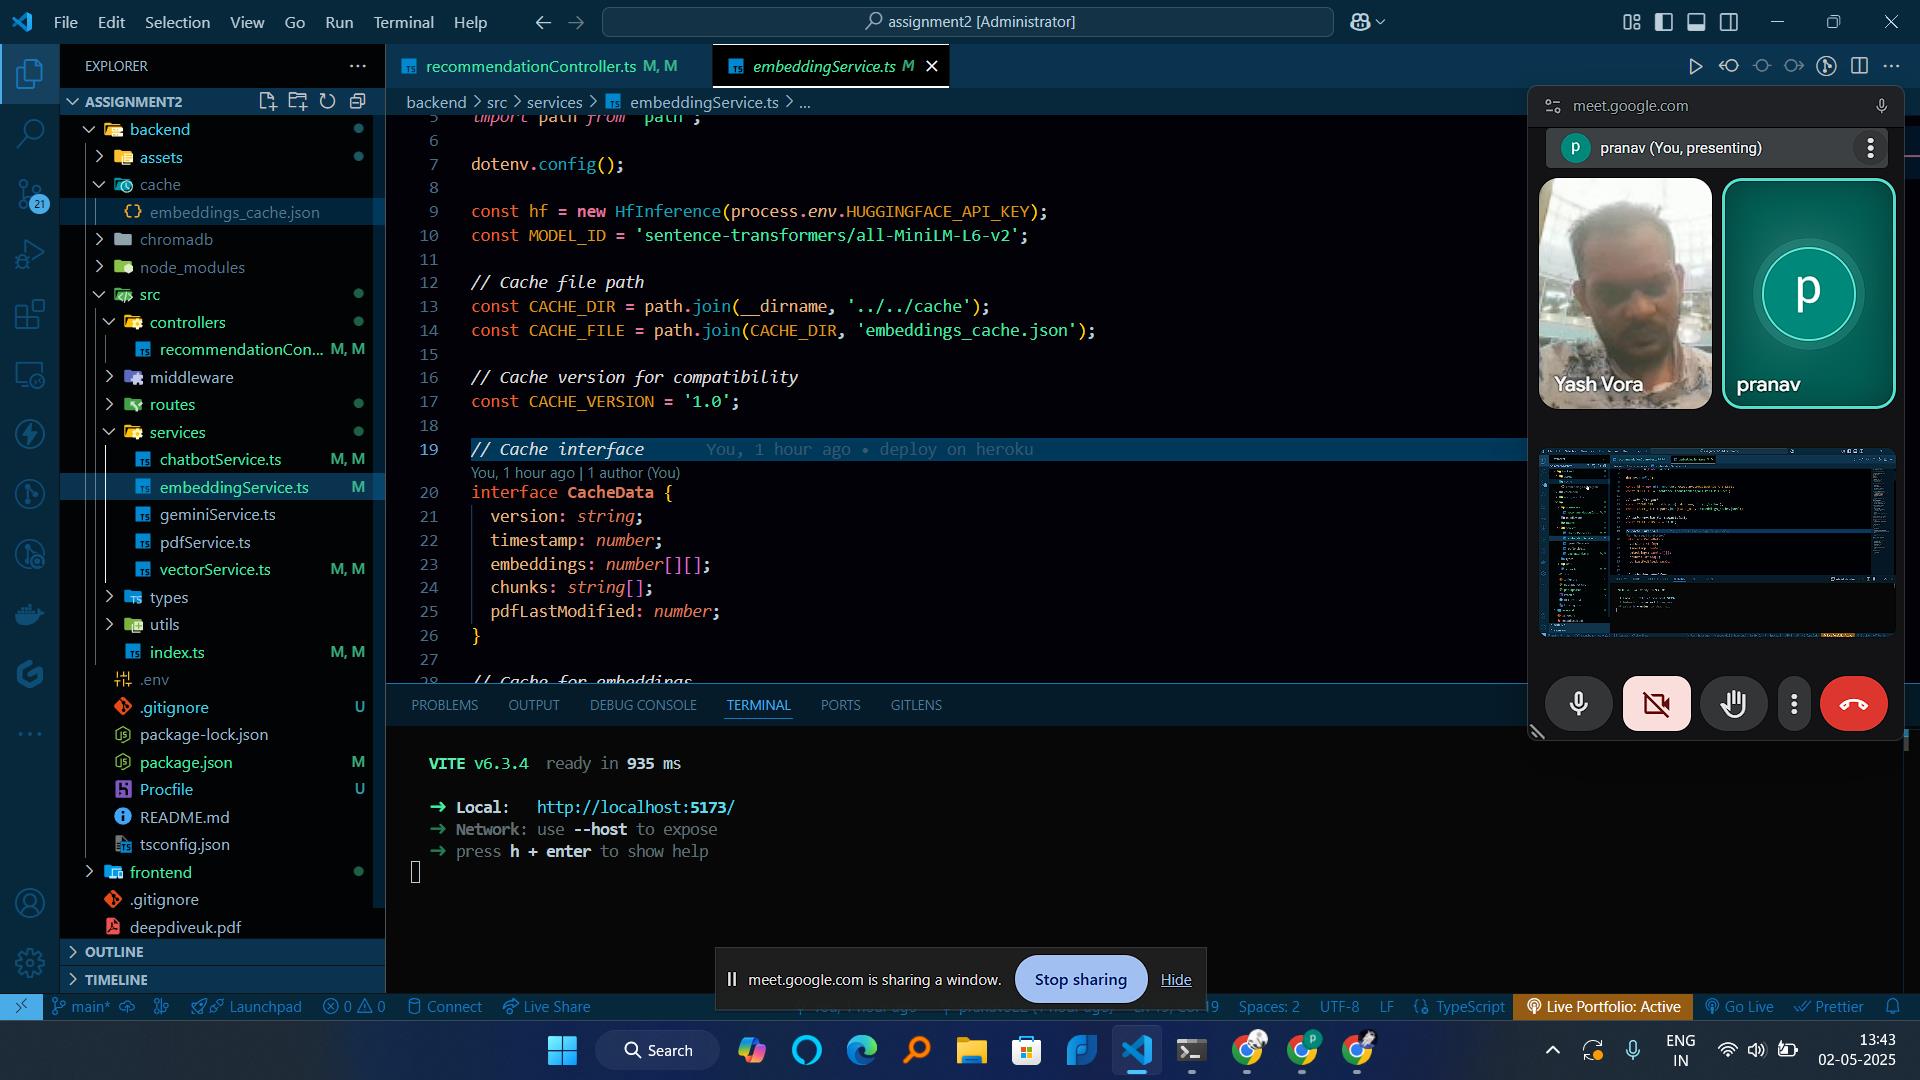 File Edit Selection View Go Run Terminal Help
assignment2 [Administrator]
EXPLORER
ASSIGNMENT2
backend
assets
cache
embeddings_cache.json
chromadb
node_modules
src
controllers
recommendationCon... M, M
middleware
routes
services
chatbotService.ts M, M
embeddingService.ts M
geminiService.ts
pdfService.ts
vectorService.ts M, M
types
utils
index.ts M, M
.env
.gitignore U
package-lock.json
package.json M
Procfile U
README.md
tsconfig.json
frontend
.gitignore
deepdiveuk.pdf
OUTLINE
TIMELINE
21
recommendationController.ts M, M
embeddingService.ts M
backend > src > services > embeddingService.ts > ...
5 import path from 'path';
6
7 dotenv.config();
8
9 const hf = new HfInference(process.env.HUGGINGFACE_API_KEY);
10 const MODEL_ID = 'sentence-transformers/all-MiniLM-L6-v2';
11
12 // Cache file path
13 const CACHE_DIR = path.join(__dirname, '../../cache');
14 const CACHE_FILE = path.join(CACHE_DIR, 'embeddings_cache.json');
15
16 // Cache version for compatibility
17 const CACHE_VERSION = '1.0';
18
19 // Cache interface You, 1 hour ago • deploy on heroku
You, 1 hour ago | 1 author (You)
20 interface CacheData {
21 version: string;
22 timestamp: number;
23 embeddings: number[][];
24 chunks: string[];
25 pdfLastModified: number;
26 }
27
28 // Cache for embeddings
PROBLEMS OUTPUT DEBUG CONSOLE TERMINAL PORTS GITLENS
VITE v6.3.4 ready in 935 ms
➜ Local: http://localhost:5173/
➜ Network: use --host to expose
➜ press h + enter to show help
meet.google.com
p pranav (You, presenting)
Yash Vora
p
pranav
meet.google.com is sharing a window. Stop sharing Hide
main* Launchpad 0 0 Connect Live Share
Spaces: 2 UTF-8 LF {} TypeScript Live Portfolio: Active Go Live Prettier
Search
ENG
IN
13:43
02-05-2025